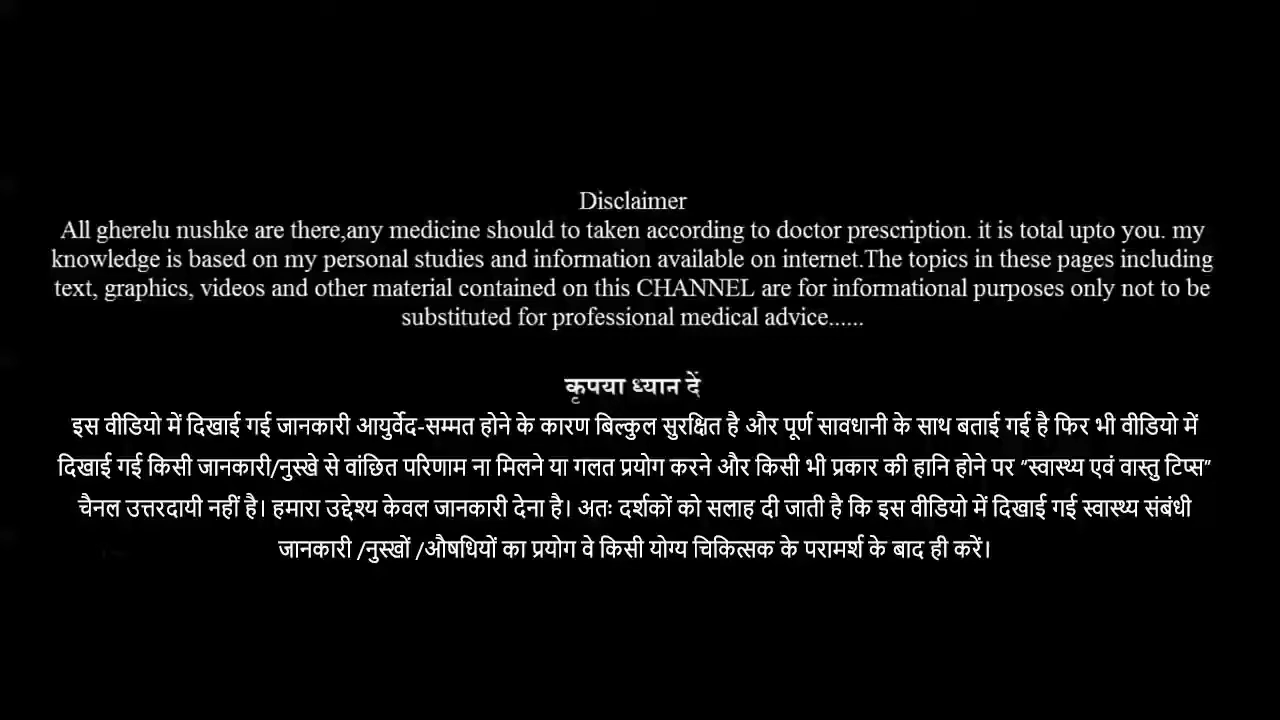 Disclaimer
All gherelu nushke are there,any medicine should to taken according to doctor prescription. it is total upto you. my
knowledge is based on my personal studies and information available on internet.The topics in these pages including
text, graphics, videos and other material contained on this CHANNEL are for informational purposes only not to be
substituted for professional medical advice......
कृपया ध्यान दें
इस वीडियो में दिखाई गई जानकारी आयुर्वेद-सम्मत होने के कारण बिल्कुल सुरक्षित है और पूर्ण सावधानी के साथ बताई गई है फिर भी वीडियो में
दिखाई गई किसी जानकारी/नुस्खे से वांछित परिणाम ना मिलने या गलत प्रयोग करने और किसी भी प्रकार की हानि होने पर "स्वास्थ्य एवं वास्तु टिप्स"
चैनल उत्तरदायी नहीं है। हमारा उद्देश्य केवल जानकारी देना है। अतः दर्शकों को सलाह दी जाती है कि इस वीडियो में दिखाई गई स्वास्थ्य संबंधी
जानकारी /नुस्खों /औषधियों का प्रयोग वे किसी योग्य चिकित्सक के परामर्श के बाद ही करें।